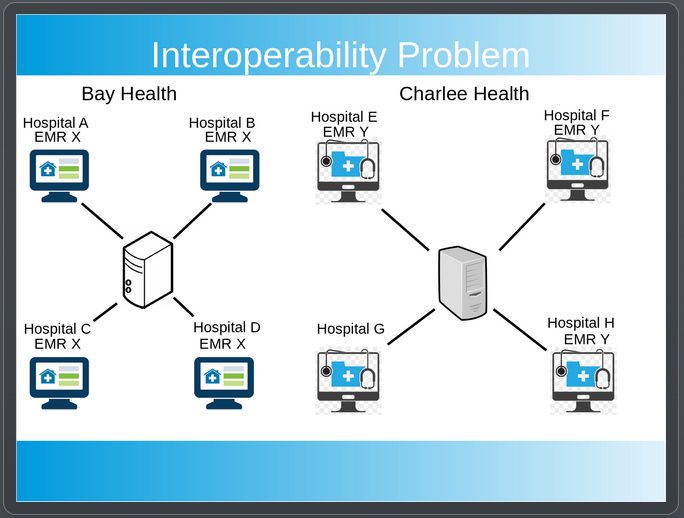 Interoperability Problem
Bay Health
Charlee Health
Hospital A
EMR X
Hospital B
EMR X
Hospital E
EMR Y
Hospital F
EMR Y
Hospital C
EMR X
Hospital D
EMR X
Hospital G
Hospital H
EMR Y